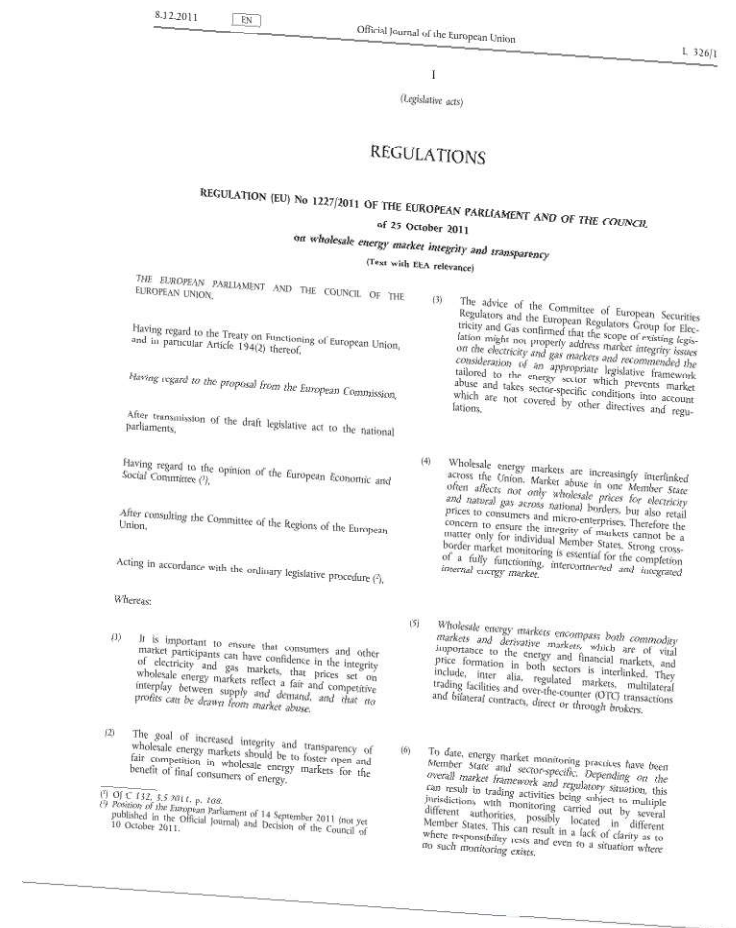 8.12.2011
EN
Official Journal of the European Union
L 326/1
I
(Legislative acts)
REGULATIONS
REGULATION (EU) No 1227/2011 OF THE EUROPEAN PARLIAMENT AND OF THE COUNCIL
of 25 October 2011
on wholesale energy market integrity and transparency
(Text with EEA relevance)
THE EUROPEAN PARLIAMENT AND THE COUNCIL OF THE
EUROPEAN UNION,
Having regard to the Treaty on Functioning of European Union,
and in particular Article 194(2) thereof,
Having regard to the proposal from the European Commission,
After transmission of the draft legislative act to the national
parliaments,
Having regard to the opinion of the European Economic and
Social Committee (¹),
After consulting the Committee of the Regions of the European
Union,
Acting in accordance with the ordinary legislative procedure (²),
Whereas:
(1) It is important to ensure that consumers and other
market participants can have confidence in the integrity
of electricity and gas markets, that prices set on
wholesale energy markets reflect a fair and competitive
interplay between supply and demand, and that no
profits can be drawn from market abuse.
(2) The goal of increased integrity and transparency of
wholesale energy markets should be to foster open and
fair competition in wholesale energy markets for the
benefit of final consumers of energy.
(¹) OJ C 132, 3.5.2011, p. 108.
(²) Position of the European Parliament of 14 September 2011 (not yet
published in the Official Journal) and Decision of the Council of
10 October 2011.
(3) The advice of the Committee of European Securities
Regulators and the European Regulators Group for Elec-
tricity and Gas confirmed that the scope of existing legis-
lation might not properly address market integrity issues
on the electricity and gas markets and recommended the
consideration of an appropriate legislative framework
tailored to the energy sector which prevents market
abuse and takes sector-specific conditions into account
which are not covered by other directives and regu-
lations.
(4) Wholesale energy markets are increasingly interlinked
across the Union. Market abuse in one Member State
often affects not only wholesale prices for electricity
and natural gas across national borders, but also retail
prices to consumers and micro-enterprises. Therefore the
concern to ensure the integrity of markets cannot be a
matter only for individual Member States. Strong cross-
border market monitoring is essential for the completion
of a fully functioning, interconnected and integrated
internal energy market.
(5) Wholesale energy markets encompass both commodity
markets and derivative markets, which are of vital
importance to the energy and financial markets, and
price formation in both sectors is interlinked. They
include, inter alia, regulated markets, multilateral
trading facilities and over-the-counter (OTC) transactions
and bilateral contracts, direct or through brokers.
(6) To date, energy market monitoring practices have been
Member State and sector-specific. Depending on the
overall market framework and regulatory situation, this
can result in trading activities being subject to multiple
jurisdictions with monitoring carried out by several
different authorities, possibly located in different
Member States. This can result in a lack of clarity as to
where responsibility rests and even to a situation where
no such monitoring exists.